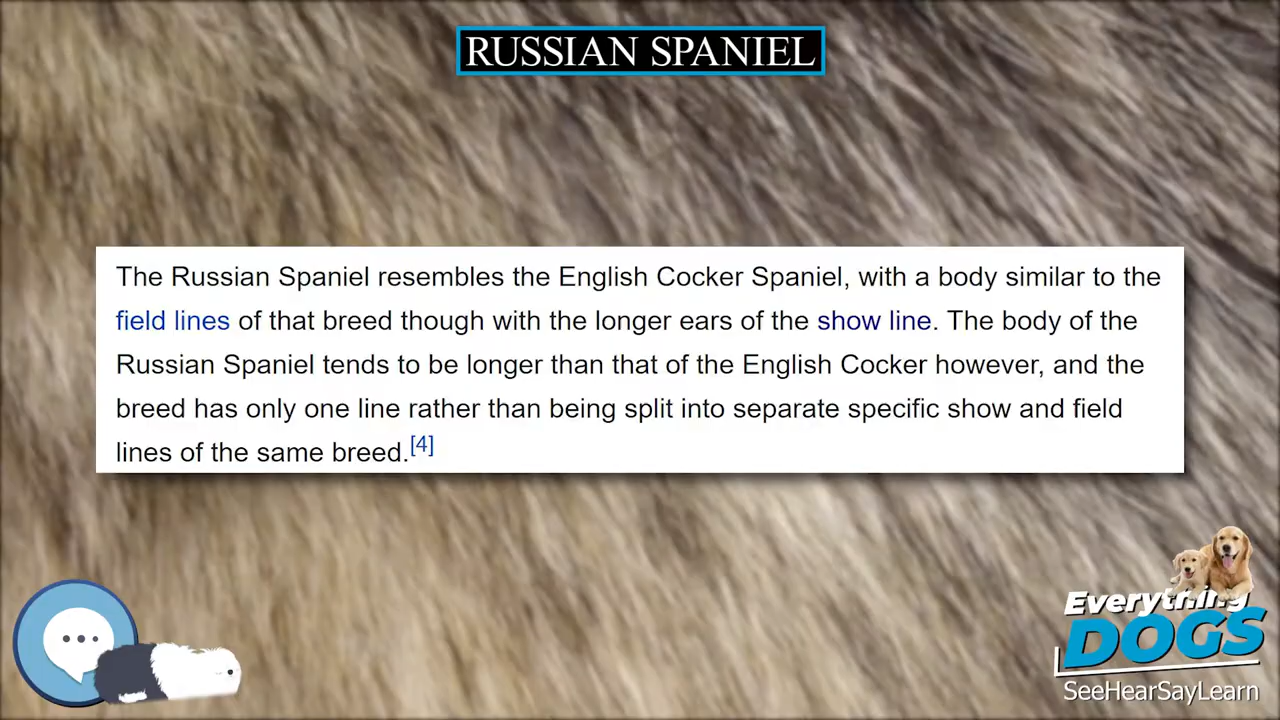 RUSSIAN SPANIEL
The Russian Spaniel resembles the English Cocker Spaniel, with a body similar to the
field lines of that breed though with the longer ears of the show line. The body of the
Russian Spaniel tends to be longer than that of the English Cocker however, and the
breed has only one line rather than being split into separate specific show and field
lines of the same breed.[4]
Everything
DOGS
SeeHearSayLearn